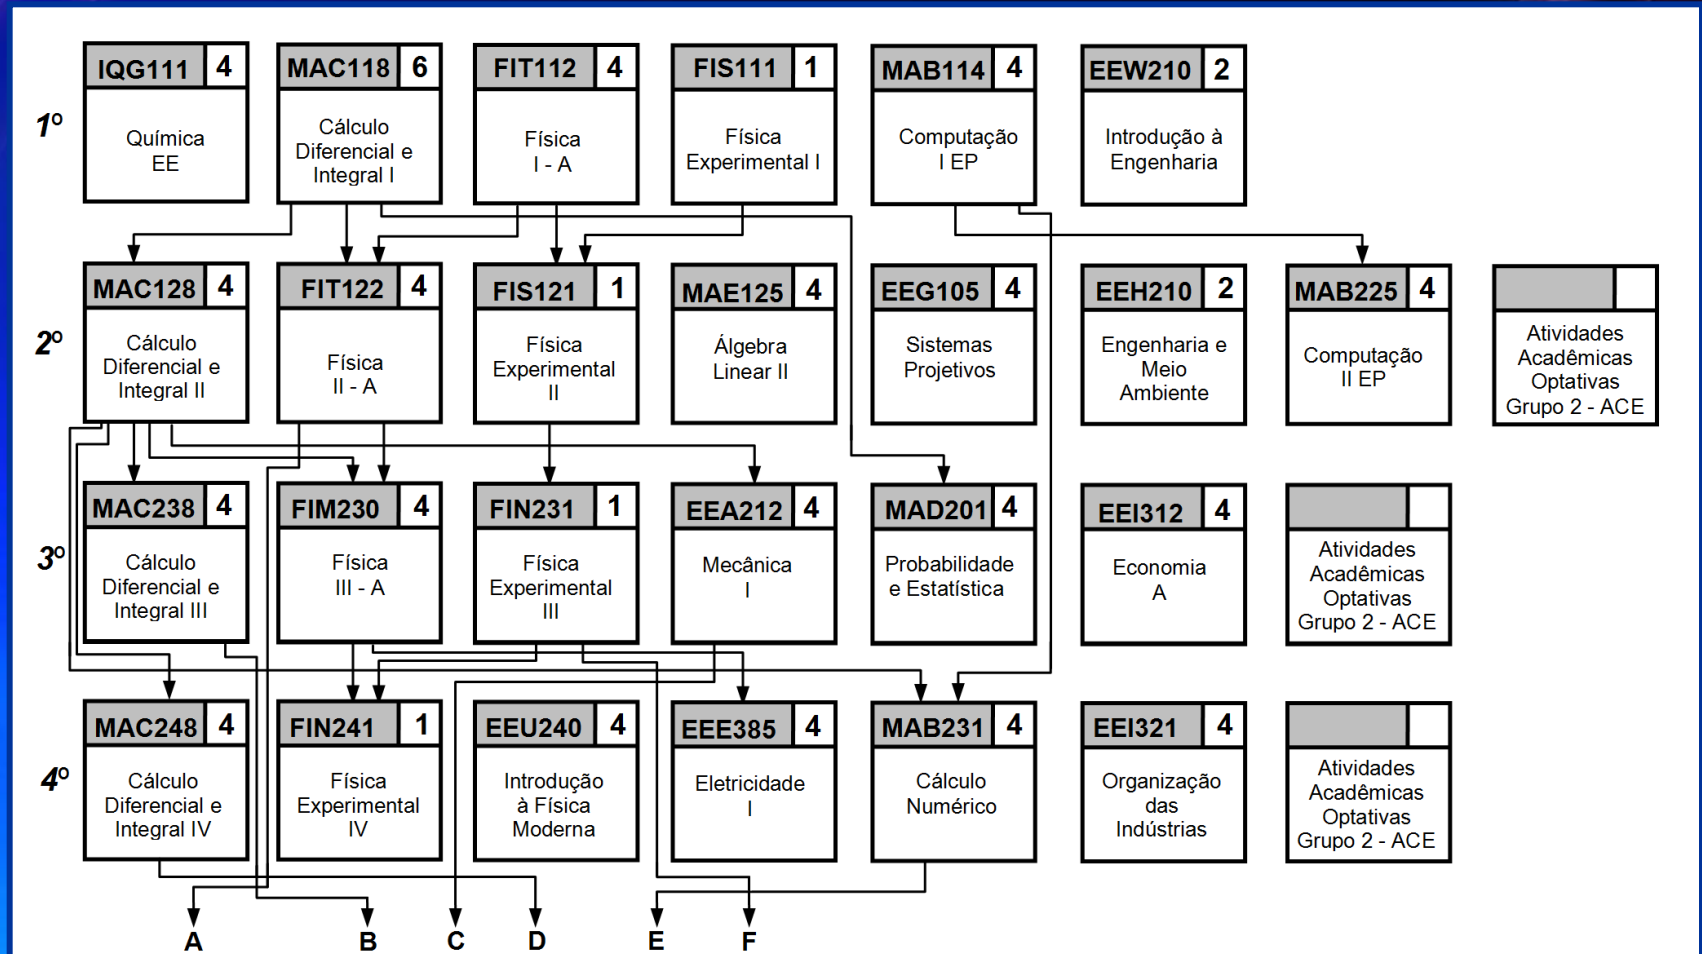 1º
IQG111 4
Química
EE
MAC118 6
Cálculo
Diferencial e
Integral I
FIT112 4
Física
I - A
FIS111 1
Física
Experimental I
MAB114 4
Computação
I EP
EEW210 2
Introdução à
Engenharia
2º
MAC128 4
Cálculo
Diferencial e
Integral II
FIT122 4
Física
II - A
FIS121 1
Física
Experimental
II
MAE125 4
Álgebra
Linear II
EEG105 4
Sistemas
Projetivos
EEH210 2
Engenharia e
Meio
Ambiente
MAB225 4
Computação
II EP
Atividades
Acadêmicas
Optativas
Grupo 2 - ACE
3º
MAC238 4
Cálculo
Diferencial e
Integral III
FIM230 4
Física
III - A
FIN231 1
Física
Experimental
III
EEA212 4
Mecânica
I
MAD201 4
Probabilidade
e Estatística
EEI312 4
Economia
A
Atividades
Acadêmicas
Optativas
Grupo 2 - ACE
4º
MAC248 4
Cálculo
Diferencial e
Integral IV
FIN241 1
Física
Experimental
IV
EEU240 4
Introdução
à Física
Moderna
EEE385 4
Eletricidade
I
MAB231 4
Cálculo
Numérico
EEI321 4
Organização
das
Indústrias
Atividades
Acadêmicas
Optativas
Grupo 2 - ACE
A B C D E F